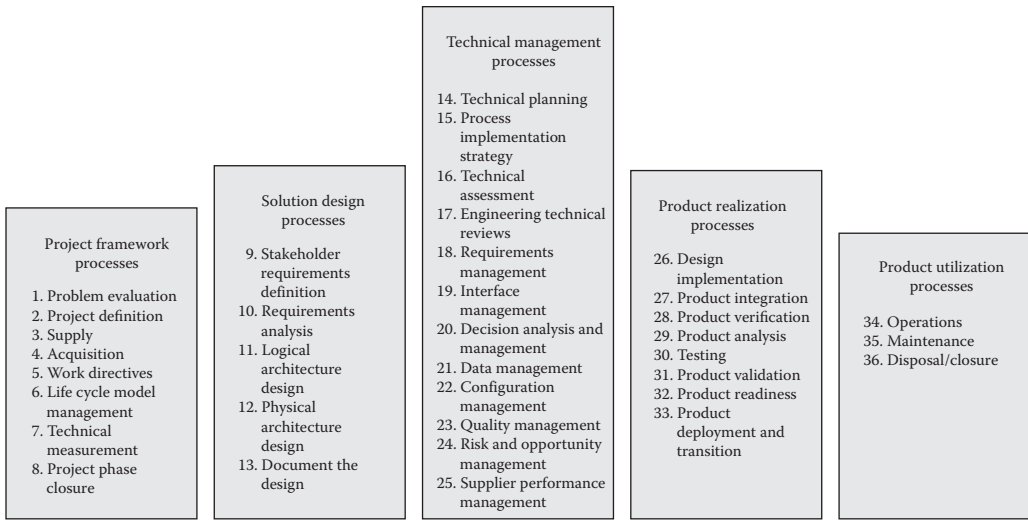 Project framework
processes
1. Problem evaluation
2. Project definition
3. Supply
4. Acquisition
5. Work directives
6. Life cycle model
management
7. Technical
measurement
8. Project phase
closure
Solution design
processes
9. Stakeholder
requirements
definition
10. Requirements
analysis
11. Logical
architecture
design
12. Physical
architecture
design
13. Document the
design
Technical management
processes
14. Technical planning
15. Process
implementation
strategy
16. Technical
assessment
17. Engineering technical
reviews
18. Requirements
management
19. Interface
management
20. Decision analysis and
management
21. Data management
22. Configuration
management
23. Quality management
24. Risk and opportunity
management
25. Supplier performance
management
Product realization
processes
26. Design
implementation
27. Product integration
28. Product verification
29. Product analysis
30. Testing
31. Product validation
32. Product readiness
33. Product
deployment and
transition
Product utilization
processes
34. Operations
35. Maintenance
36. Disposal/closure